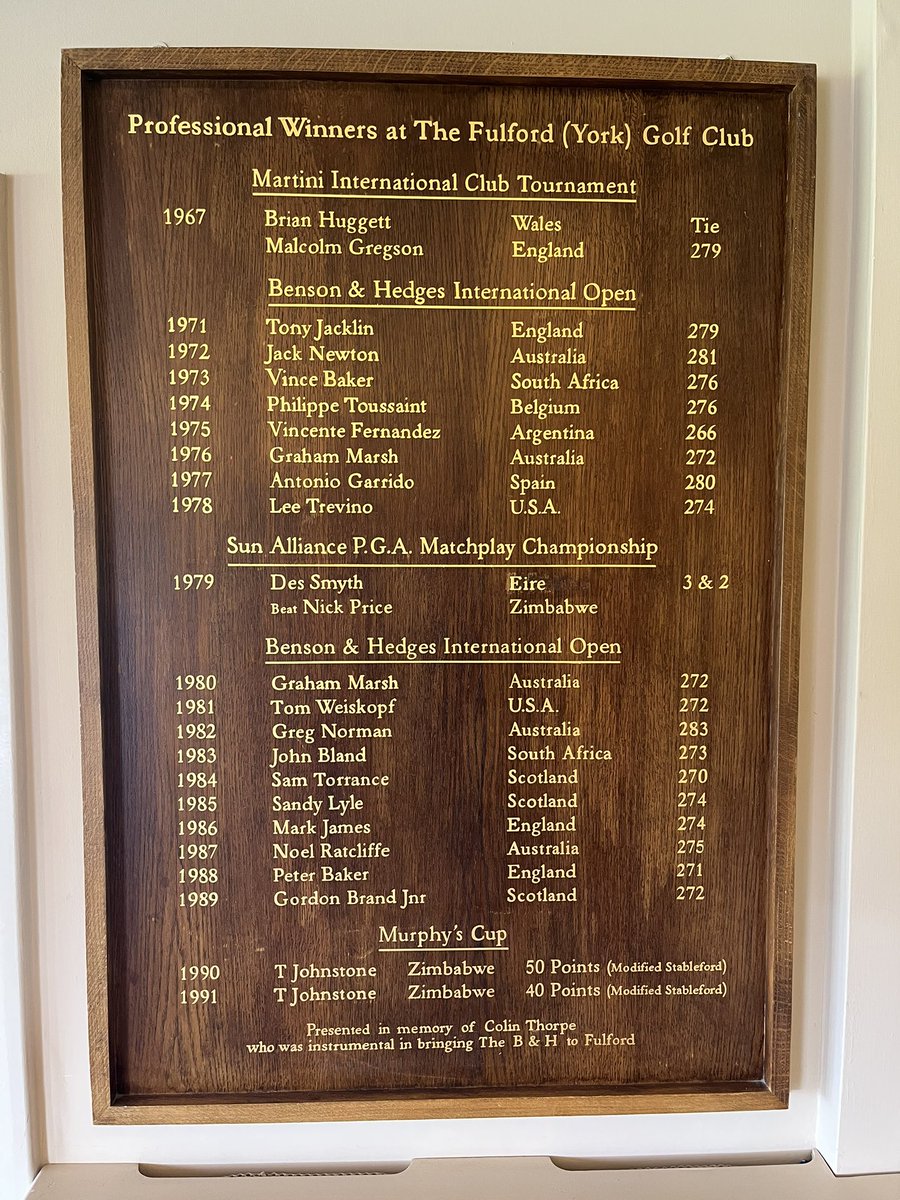 Professional Winners at The Fulford (York) Golf Club
Martini International Club Tournament
1967 Brian Huggett Wales Tie
Malcolm Gregson England 279
Benson & Hedges International Open
1971 Tony Jacklin England 279
1972 Jack Newton Australia 281
1973 Vince Baker South Africa 276
1974 Philippe Toussaint Belgium 276
1975 Vincente Fernandez Argentina 266
1976 Graham Marsh Australia 272
1977 Antonio Garrido Spain 280
1978 Lee Trevino U.S.A. 274
Sun Alliance P.G.A. Matchplay Championship
1979 Des Smyth Eire 3 & 2
Beat Nick Price Zimbabwe
Benson & Hedges International Open
1980 Graham Marsh Australia 272
1981 Tom Weiskopf U.S.A. 272
1982 Greg Norman Australia 283
1983 John Bland South Africa 273
1984 Sam Torrance Scotland 270
1985 Sandy Lyle Scotland 274
1986 Mark James England 274
1987 Noel Ratcliffe Australia 275
1988 Peter Baker England 271
1989 Gordon Brand Jnr Scotland 272
Murphy's Cup
1990 T Johnstone Zimbabwe 50 Points (Modified Stableford)
1991 T Johnstone Zimbabwe 40 Points (Modified Stableford)
Presented in memory of Colin Thorpe
who was instrumental in bringing The B & H to Fulford